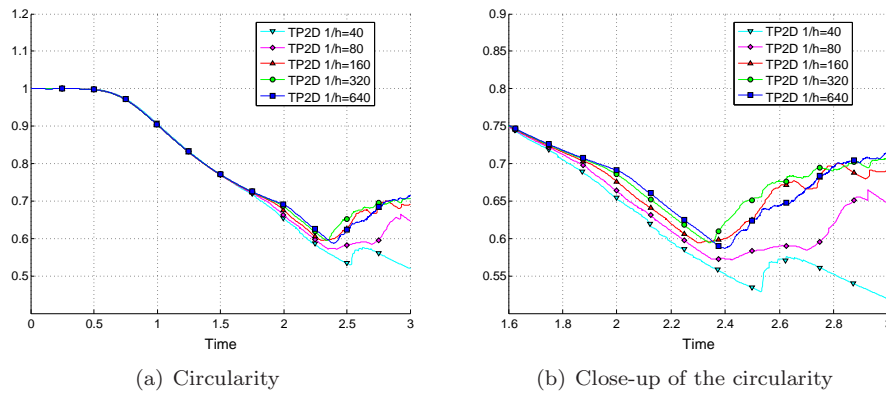 1.2
1.1
1
0.9
0.8
0.7
0.6
0.5
0
0.5
1
1.5
2
2.5
3
Time
TP2D 1/h=40
TP2D 1/h=80
TP2D 1/h=160
TP2D 1/h=320
TP2D 1/h=640
(a) Circularity
0.9
0.85
0.8
0.75
0.7
0.65
0.6
0.55
1.6
1.8
2
2.2
2.4
2.6
2.8
Time
TP2D 1/h=40
TP2D 1/h=80
TP2D 1/h=160
TP2D 1/h=320
TP2D 1/h=640
(b) Close-up of the circularity